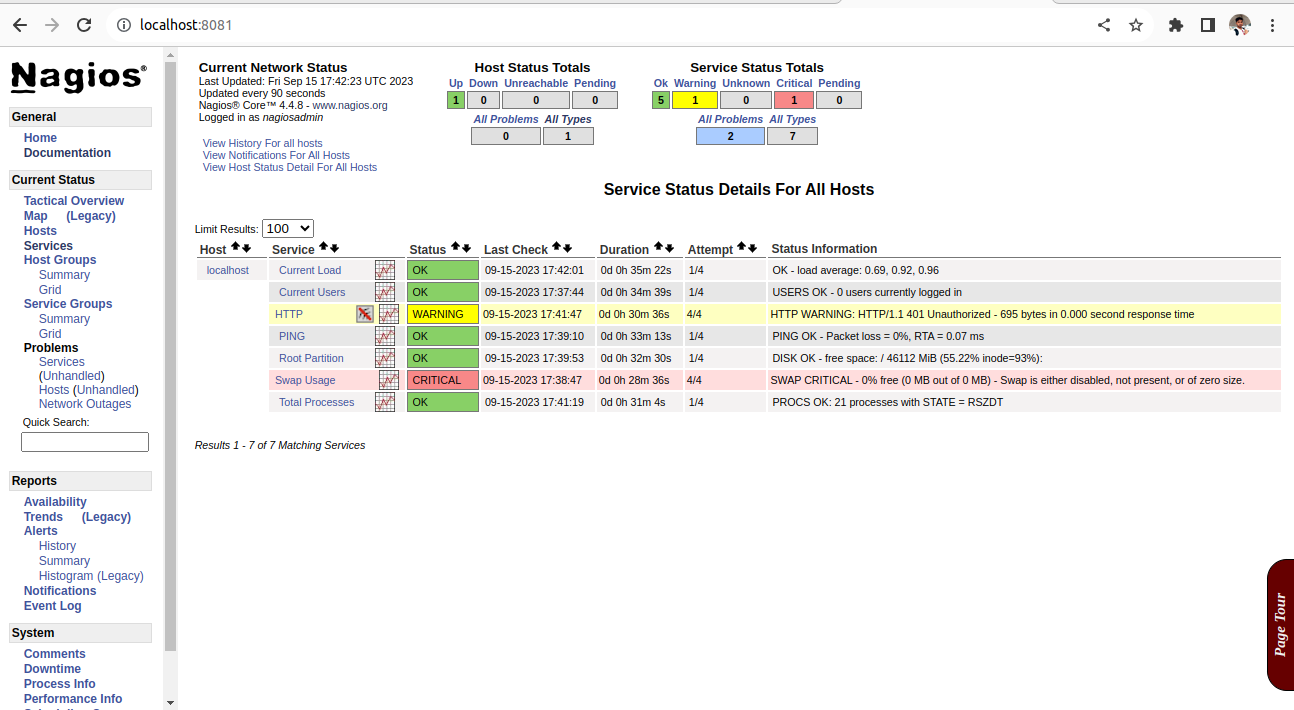 localhost:8081
Nagios®
General
Home
Documentation
Current Status
Tactical Overview
Map (Legacy)
Hosts
Services
Host Groups
Summary
Grid
Service Groups
Summary
Grid
Problems
Services
(Unhandled)
Hosts (Unhandled)
Network Outages
Quick Search:
Reports
Availability
Trends (Legacy)
Alerts
History
Summary
Histogram (Legacy)
Notifications
Event Log
System
Comments
Downtime
Process Info
Performance Info
Current Network Status
Last Updated: Fri Sep 15 17:42:23 UTC 2023
Updated every 90 seconds
Nagios® Core™ 4.4.8 - www.nagios.org
Logged in as nagiosadmin
View History For all hosts
View Notifications For All Hosts
View Host Status Detail For All Hosts
Host Status Totals
Up Down Unreachable Pending
1 0 0 0
All Problems All Types
0 1
Service Status Totals
Ok Warning Unknown Critical Pending
5 1 0 1 0
All Problems All Types
2 7
Service Status Details For All Hosts
Limit Results: 100
Host Service Status Last Check Duration Attempt Status Information
localhost Current Load OK 09-15-2023 17:42:01 0d 0h 35m 22s 1/4 OK - load average: 0.69, 0.92, 0.96
Current Users OK 09-15-2023 17:37:44 0d 0h 34m 39s 1/4 USERS OK - 0 users currently logged in
HTTP WARNING 09-15-2023 17:41:47 0d 0h 30m 36s 4/4 HTTP WARNING: HTTP/1.1 401 Unauthorized - 695 bytes in 0.000 second response time
PING OK 09-15-2023 17:39:10 0d 0h 33m 13s 1/4 PING OK - Packet loss = 0%, RTA = 0.07 ms
Root Partition OK 09-15-2023 17:39:53 0d 0h 32m 30s 1/4 DISK OK - free space: / 46112 MiB (55.22% inode=93%):
Swap Usage CRITICAL 09-15-2023 17:38:47 0d 0h 28m 36s 4/4 SWAP CRITICAL - 0% free (0 MB out of 0 MB) - Swap is either disabled, not present, or of zero size.
Total Processes OK 09-15-2023 17:41:19 0d 0h 31m 4s 1/4 PROCS OK: 21 processes with STATE = RSZDT
Results 1 - 7 of 7 Matching Services
Page Tour